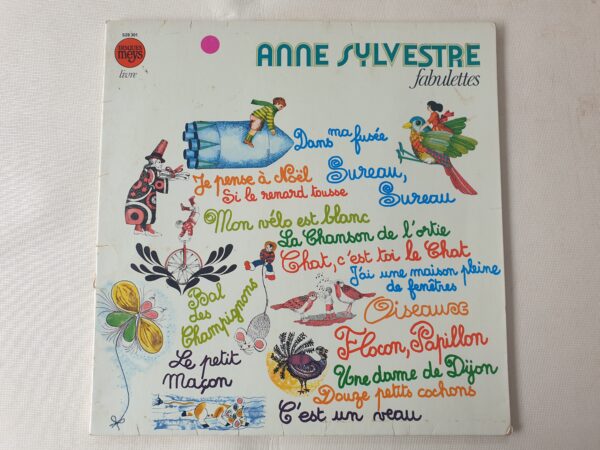 528 301
DISQUES
meys
livre
ANNE SYLVESTRE
fabulettes
Dans ma fusée
Je pense à Noël
Sureau,
Sureau
Si le renard tousse
Mon vélo est blanc
La Chanson de l'ortie
Chat, c'est toi le Chat
J'ai une maison pleine
de fenêtres
Bal
des
Champignons
Oiseaux
Flocon, Papillon
Le petit
Maçon
Une dame de Dijon
Douze petits cochons
C'est un veau